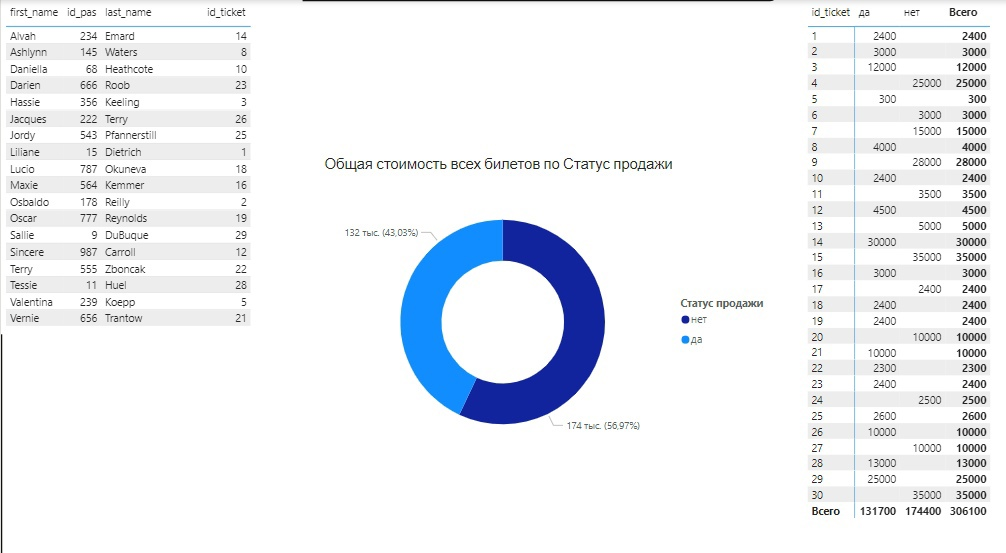 first_name id_pas last_name id_ticket
Alvah 234 Emard 14
Ashlynn 145 Waters 8
Daniella 68 Heathcote 10
Darien 666 Roob 23
Hassie 356 Keeling 3
Jacques 222 Terry 26
Jordy 543 Pfannerstill 25
Liliane 15 Dietrich 1
Lucio 787 Okuneva 18
Maxie 564 Kemmer 16
Osbaldo 178 Reilly 2
Oscar 777 Reynolds 19
Sallie 9 DuBuque 29
Sincere 987 Carroll 12
Terry 555 Zboncak 22
Tessie 11 Huel 28
Valentina 239 Koepp 5
Vernie 656 Trantow 21
Общая стоимость всех билетов по Статус продажи
132 тыс. (43,03%)
174 тыс. (56,97%)
Статус продажи
нет
да
id_ticket да нет Всего
1 2400 2400
2 3000 3000
3 12000 12000
4 25000 25000
5 300 300
6 3000 3000
7 15000 15000
8 4000 4000
9 28000 28000
10 2400 2400
11 3500 3500
12 4500 4500
13 5000 5000
14 30000 30000
15 35000 35000
16 3000 3000
17 2400 2400
18 2400 2400
19 2400 2400
20 10000 10000
21 10000 10000
22 2300 2300
23 2400 2400
24 2500 2500
25 2600 2600
26 10000 10000
27 10000 10000
28 13000 13000
29 25000 25000
30 35000 35000
Всего 131700 174400 306100